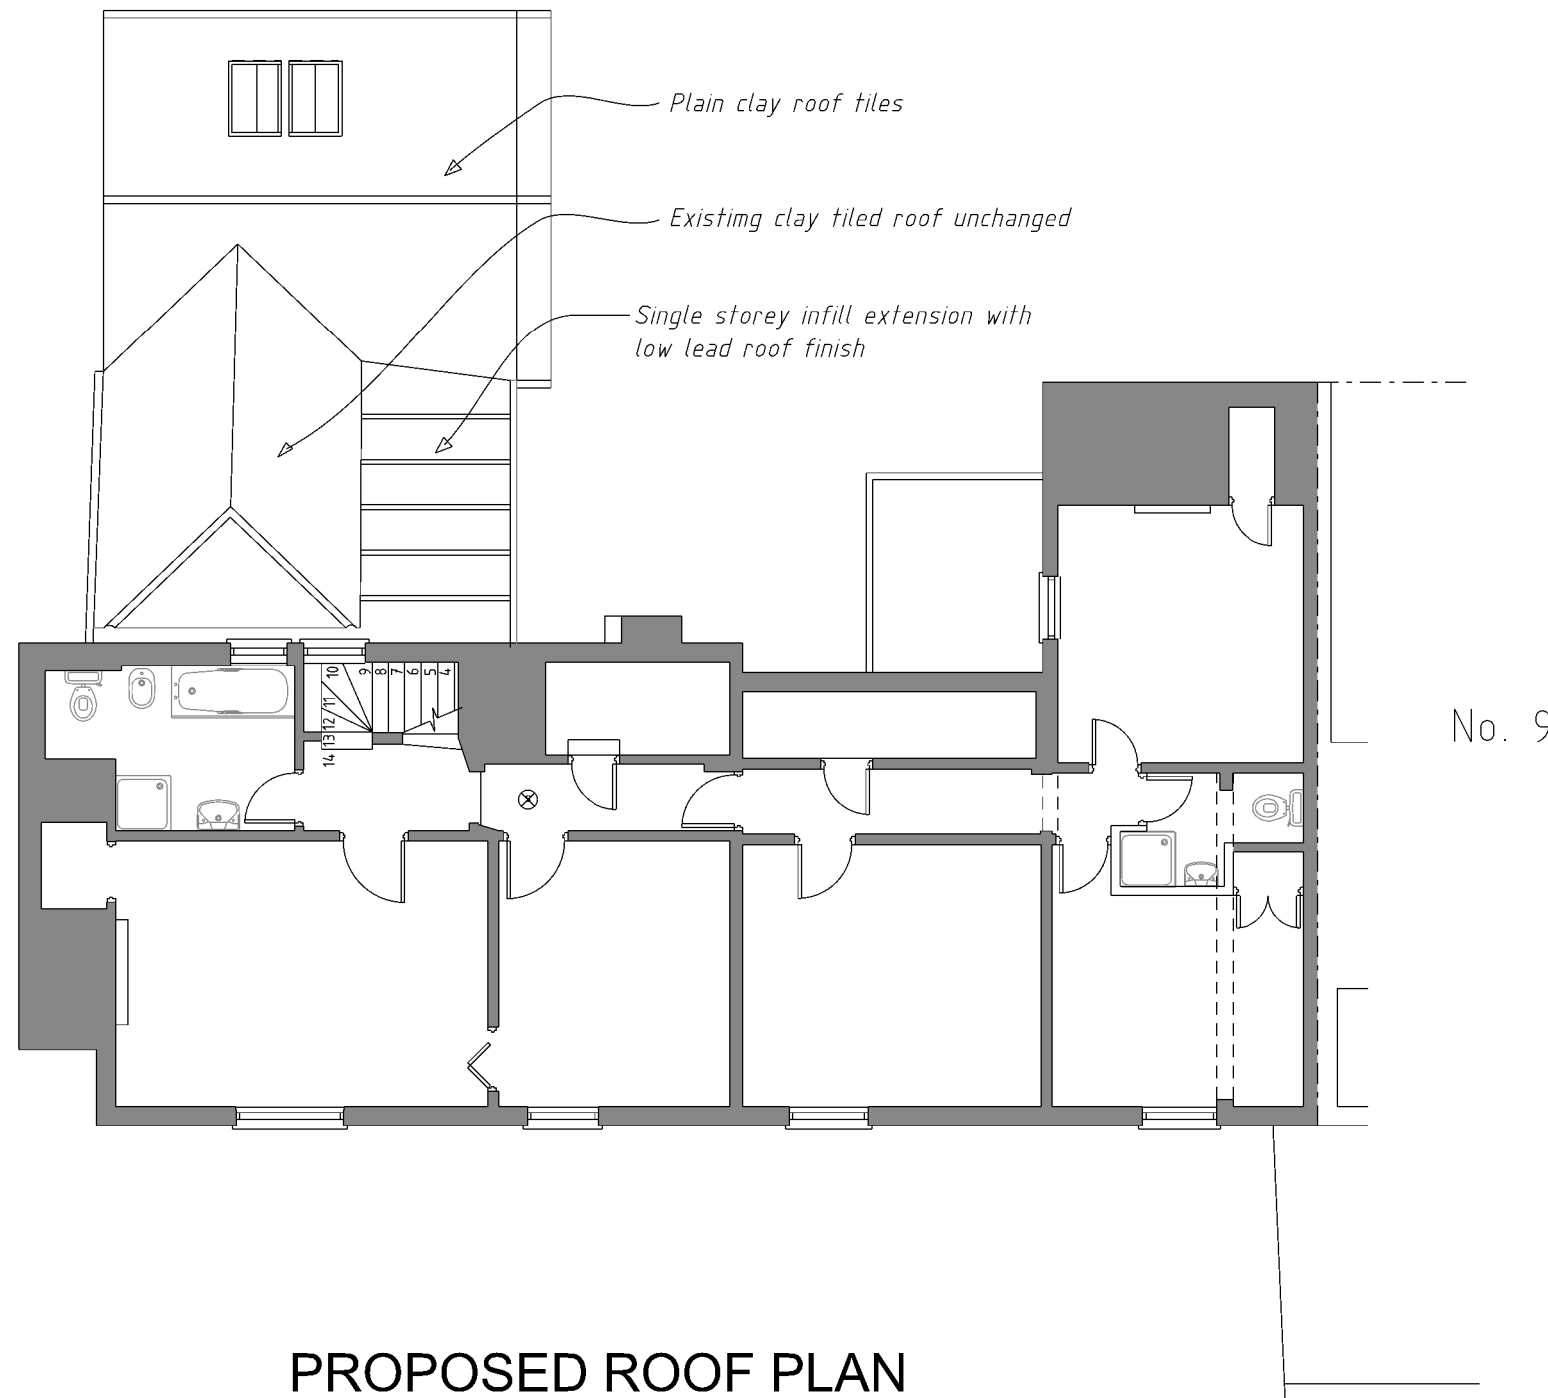 Plain clay roof tiles
Existimg clay tiled roof unchanged
Single storey infill extension with
low lead roof finish
10 9 8 7 6 5 4
11
12
13
14
No. 9
PROPOSED ROOF PLAN